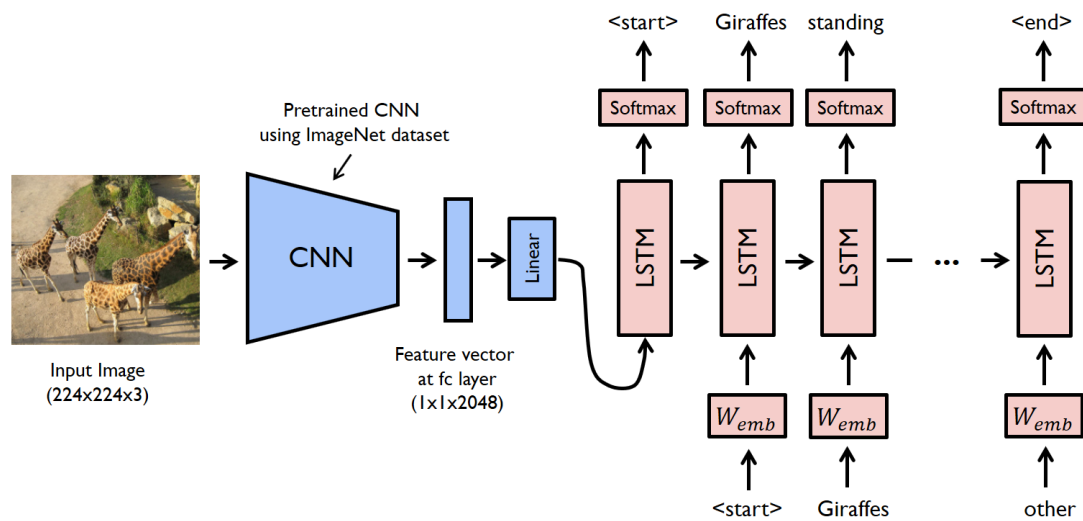 <start> Giraffes standing <end>
Softmax Softmax Softmax Softmax
Pretrained CNN
using ImageNet dataset
CNN
Linear
LSTM LSTM LSTM ... LSTM
Input Image
(224x224x3)
Feature vector
at fc layer
(1x1x2048)
W_emb W_emb W_emb
<start> Giraffes other